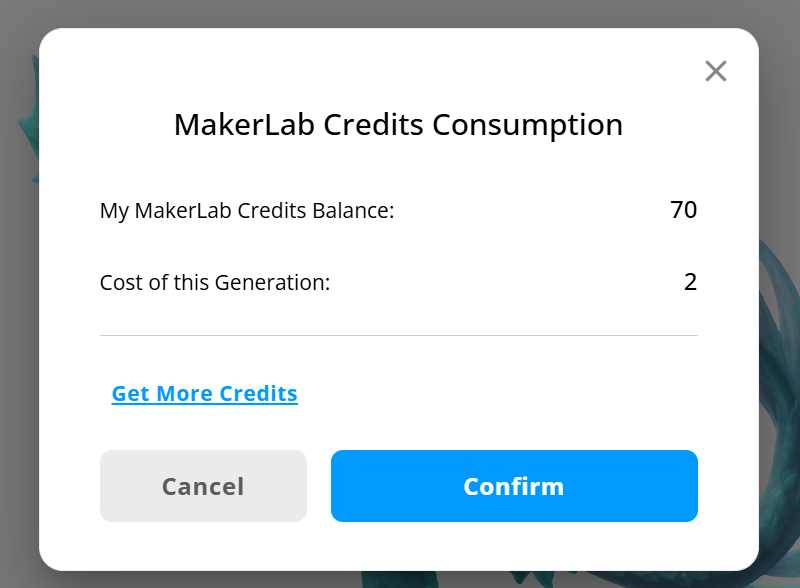 MakerLab Credits Consumption
My MakerLab Credits Balance: 70
Cost of this Generation: 2
Get More Credits
Cancel Confirm